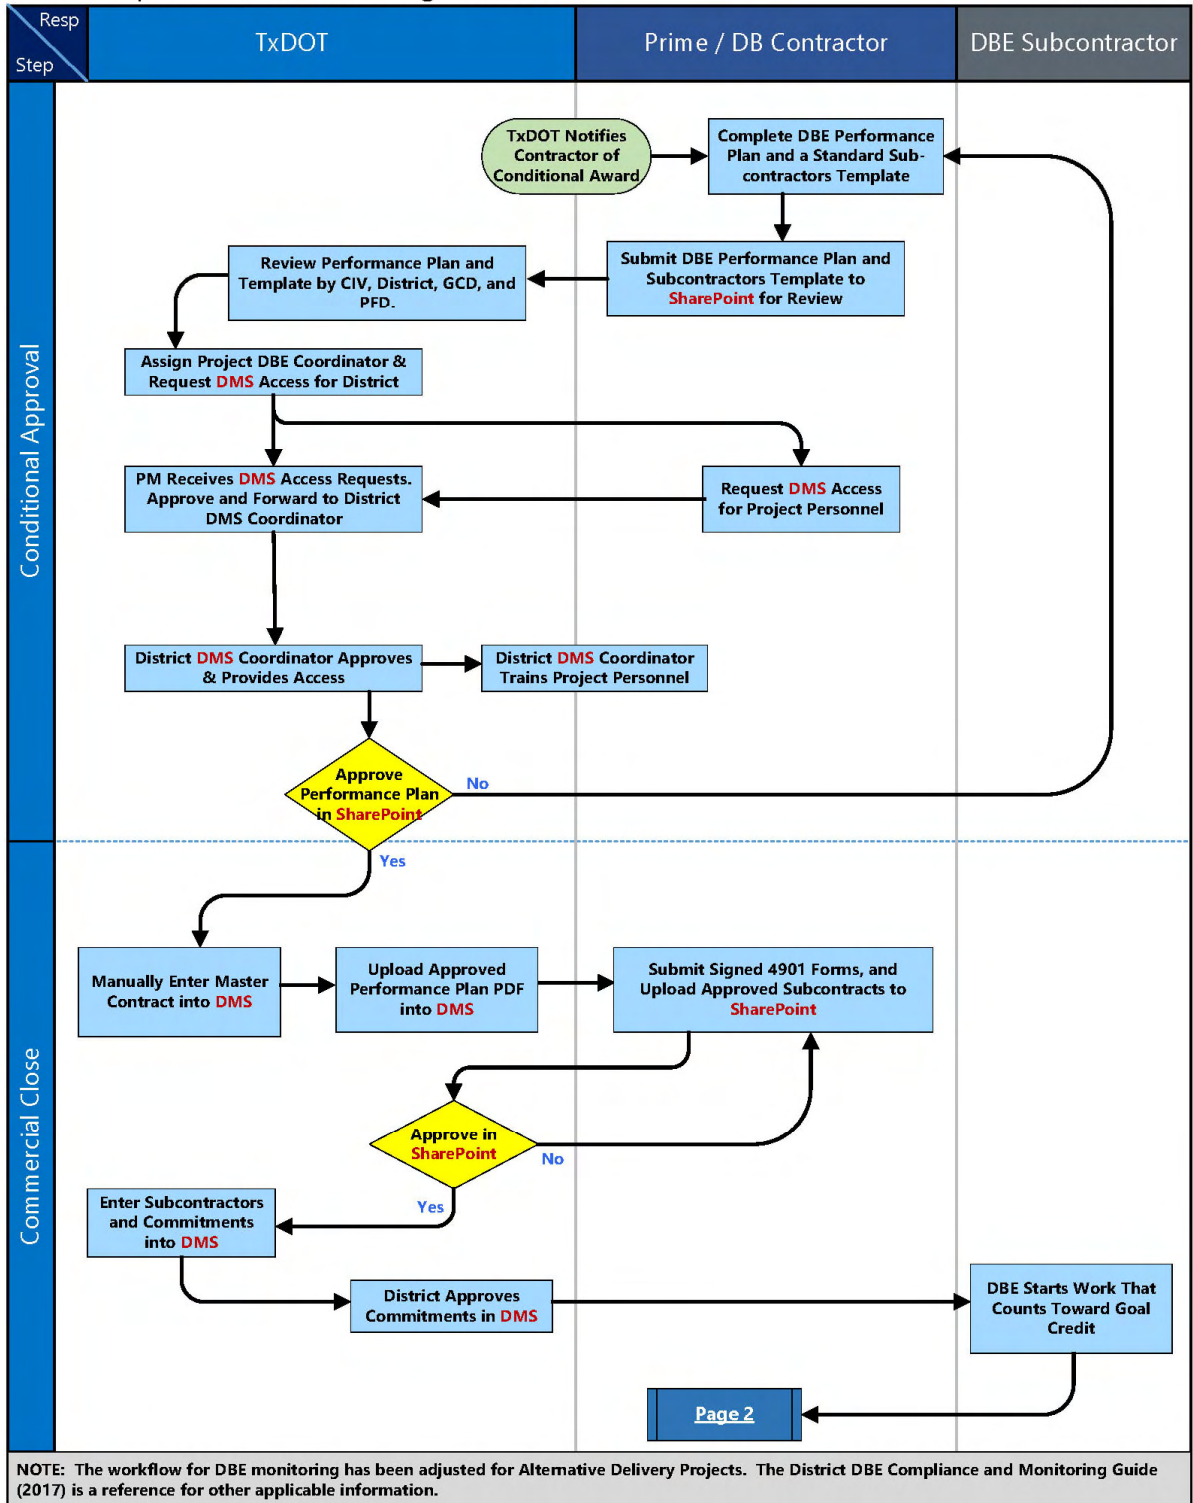 Resp
Step
TxDOT
Prime / DB Contractor
DBE Subcontractor
Conditional Approval
TxDOT Notifies
Contractor of
Conditional Award
Complete DBE Performance
Plan and a Standard Sub-
contractors Template
Submit DBE Performance Plan and
Subcontractors Template to
SharePoint for Review
Review Performance Plan and
Template by CIV, District, GCD, and
PFD.
Assign Project DBE Coordinator &
Request DMS Access for District
PM Receives DMS Access Requests.
Approve and Forward to District
DMS Coordinator
Request DMS Access
for Project Personnel
District DMS Coordinator Approves
& Provides Access
District DMS Coordinator
Trains Project Personnel
Approve
Performance Plan
in SharePoint
No
Yes
Commercial Close
Manually Enter Master
Contract into DMS
Upload Approved
Performance Plan PDF
into DMS
Submit Signed 4901 Forms, and
Upload Approved Subcontracts to
SharePoint
Approve in
SharePoint
No
Yes
Enter Subcontractors
and Commitments
into DMS
District Approves
Commitments in DMS
DBE Starts Work That
Counts Toward Goal
Credit
Page 2
NOTE: The workflow for DBE monitoring has been adjusted for Alternative Delivery Projects. The District DBE Compliance and Monitoring Guide
(2017) is a reference for other applicable information.